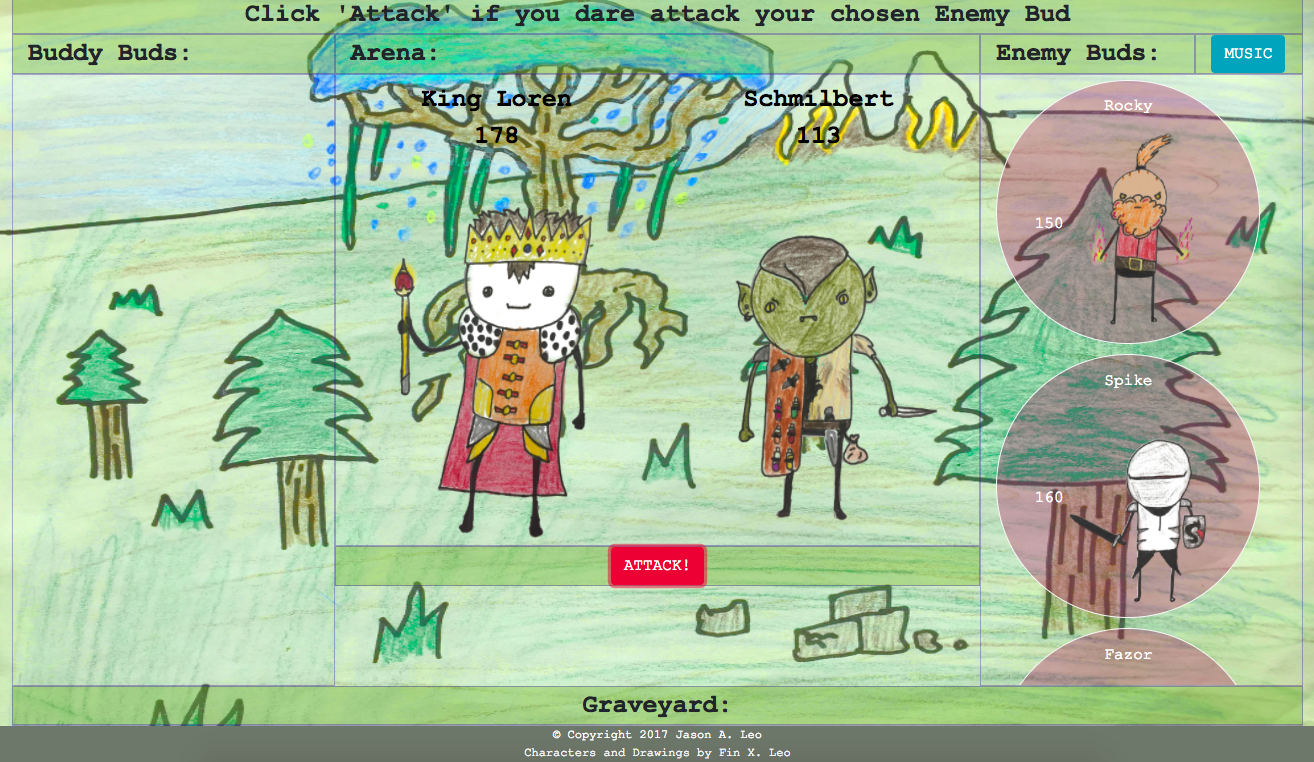 Click 'Attack' if you dare attack your chosen Enemy Bud
Buddy Buds:
Arena:
Enemy Buds:
MUSIC
King Loren
178
Schmilbert
113
Rocky
150
Spike
160
S
Fazor
ATTACK!
Graveyard:
© Copyright 2017 Jason A. Leo
Characters and Drawings by Fin X. Leo